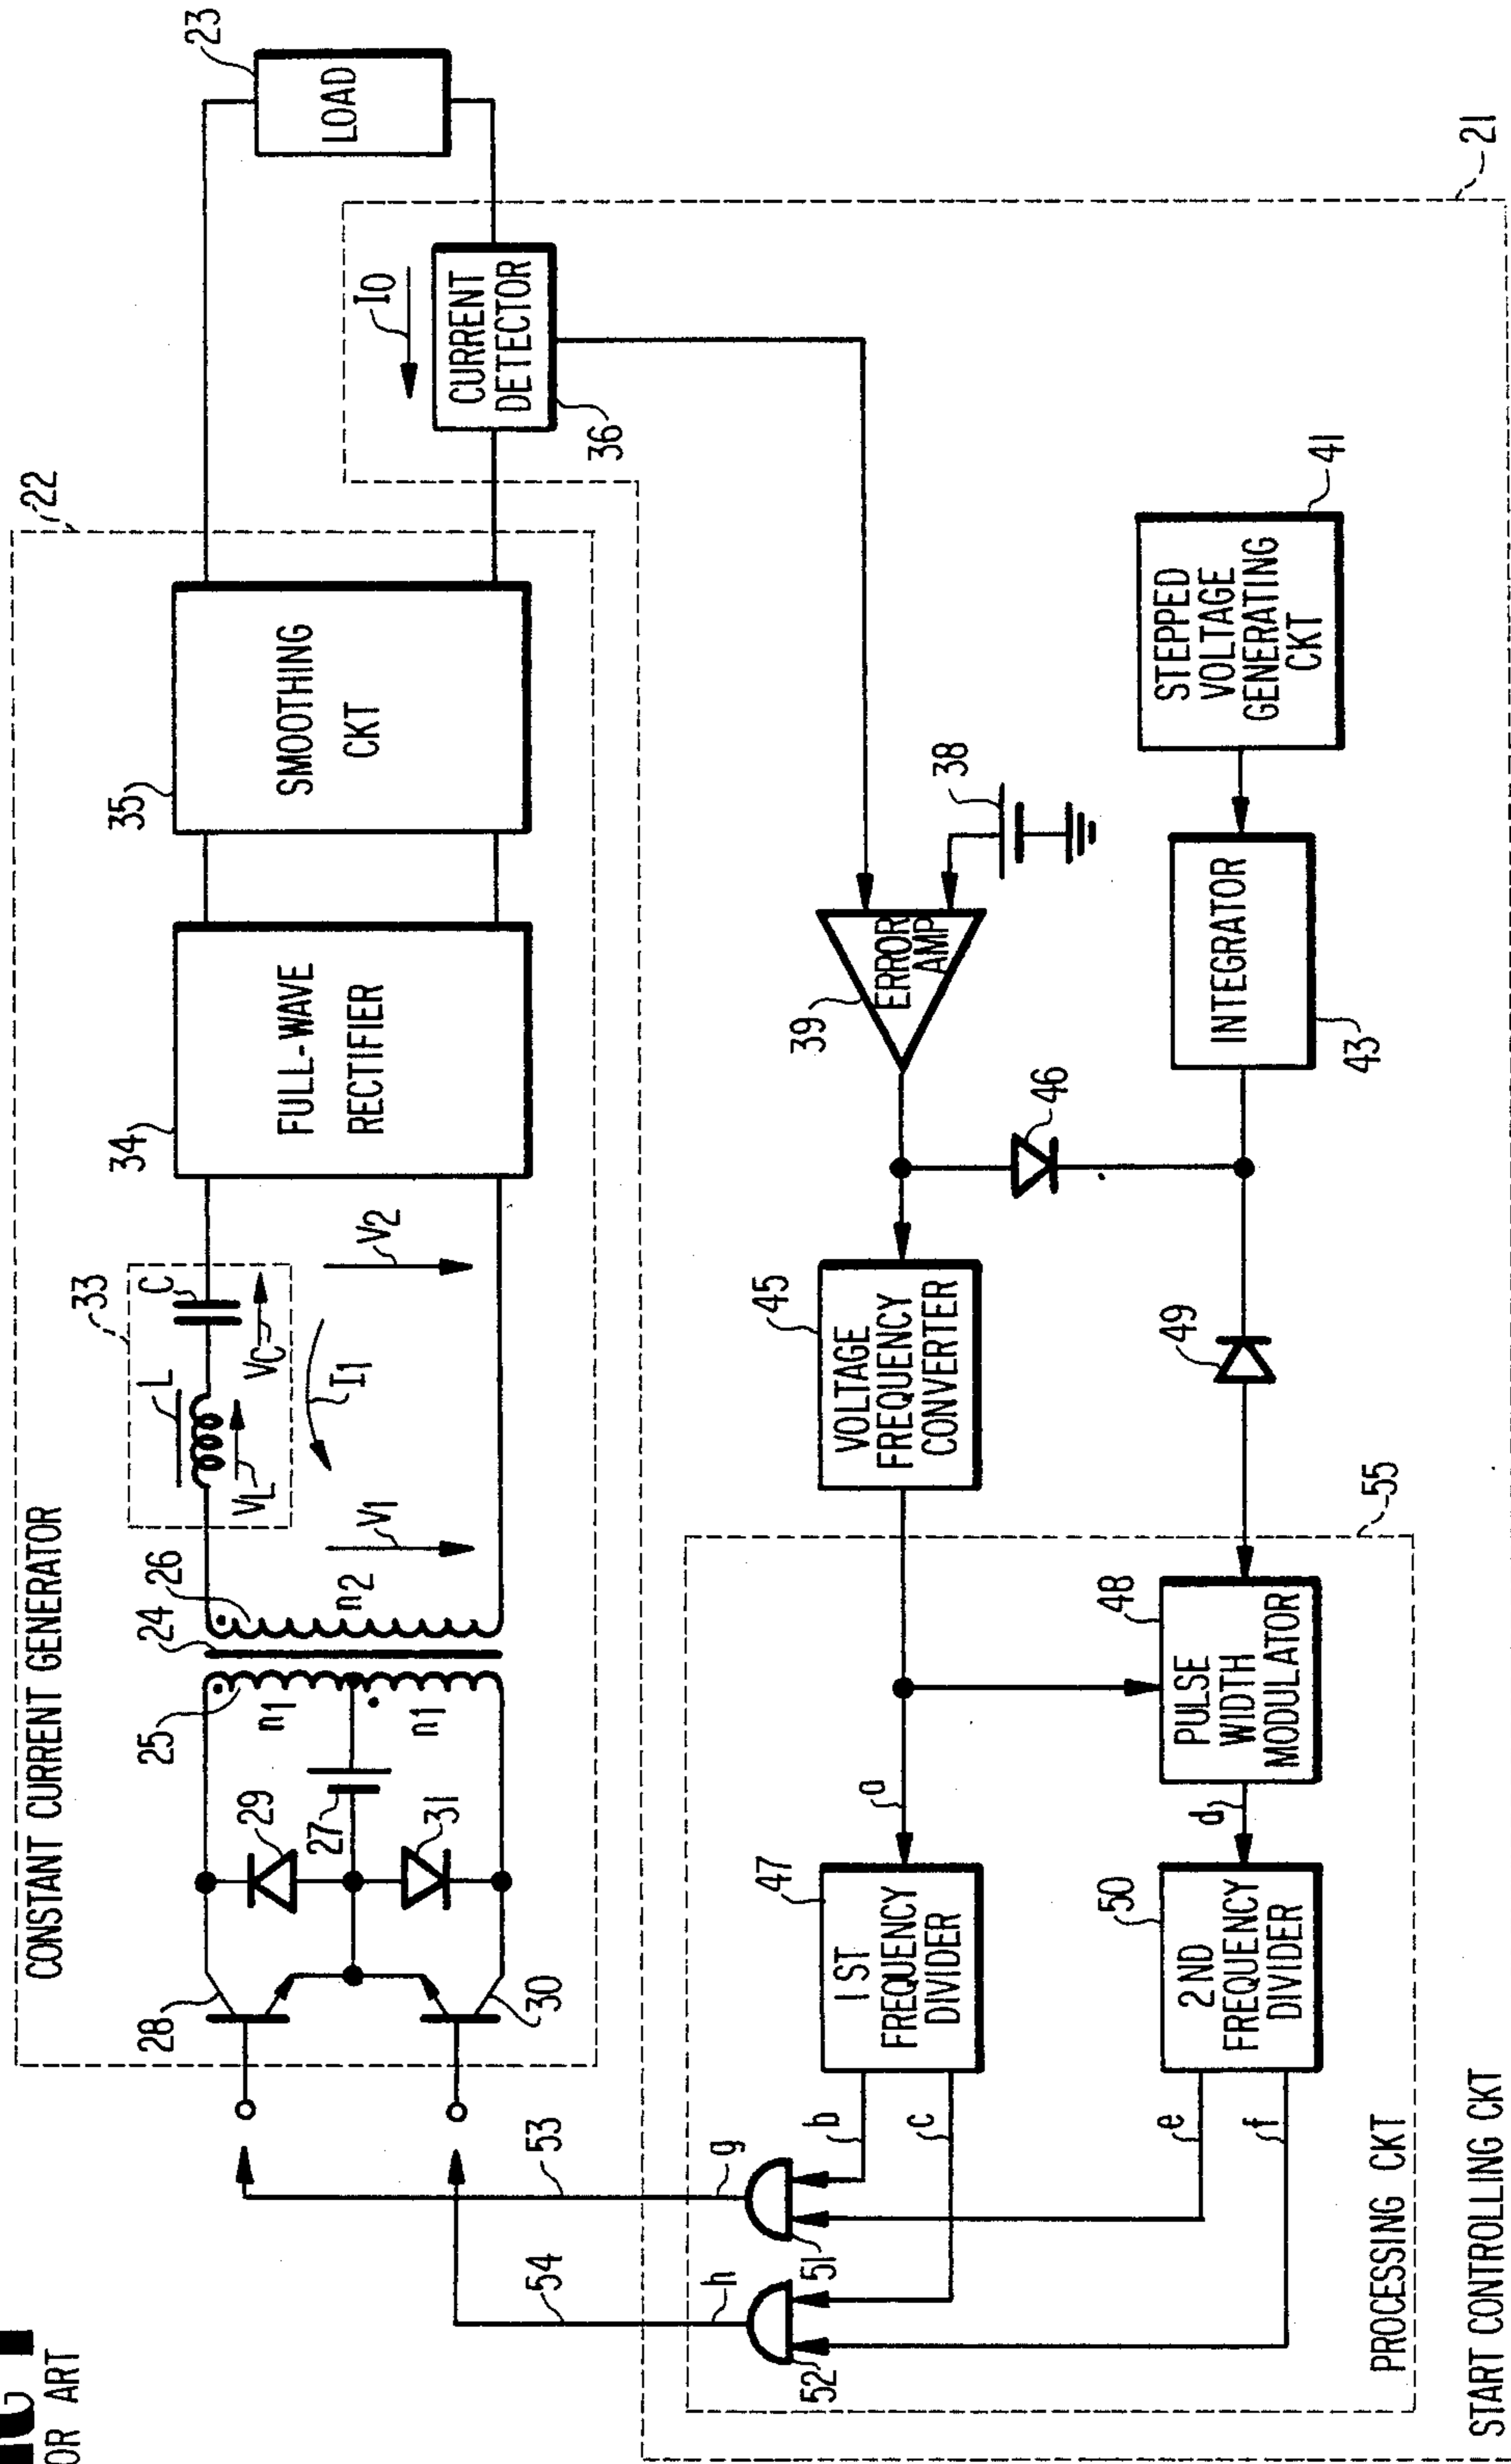 OR ART
CONSTANT CURRENT GENERATOR
22
28
29
25
n1
24
26
n2
27
31
n1
30
33
L
C
VL
VC
I1
V1
V2
34
FULL-WAVE
RECTIFIER
35
SMOOTHING
CKT
23
LOAD
I0
CURRENT
DETECTOR
36
21
53
54
g
h
51
52
b
c
e
f
47
1ST
FREQUENCY
DIVIDER
a
45
VOLTAGE
FREQUENCY
CONVERTER
39
ERROR
AMP
38
46
50
2ND
FREQUENCY
DIVIDER
d
48
PULSE
WIDTH
MODULATOR
49
INTEGRATOR
43
STEPPED
VOLTAGE
GENERATING
CKT
41
55
PROCESSING CKT
START CONTROLLING CKT